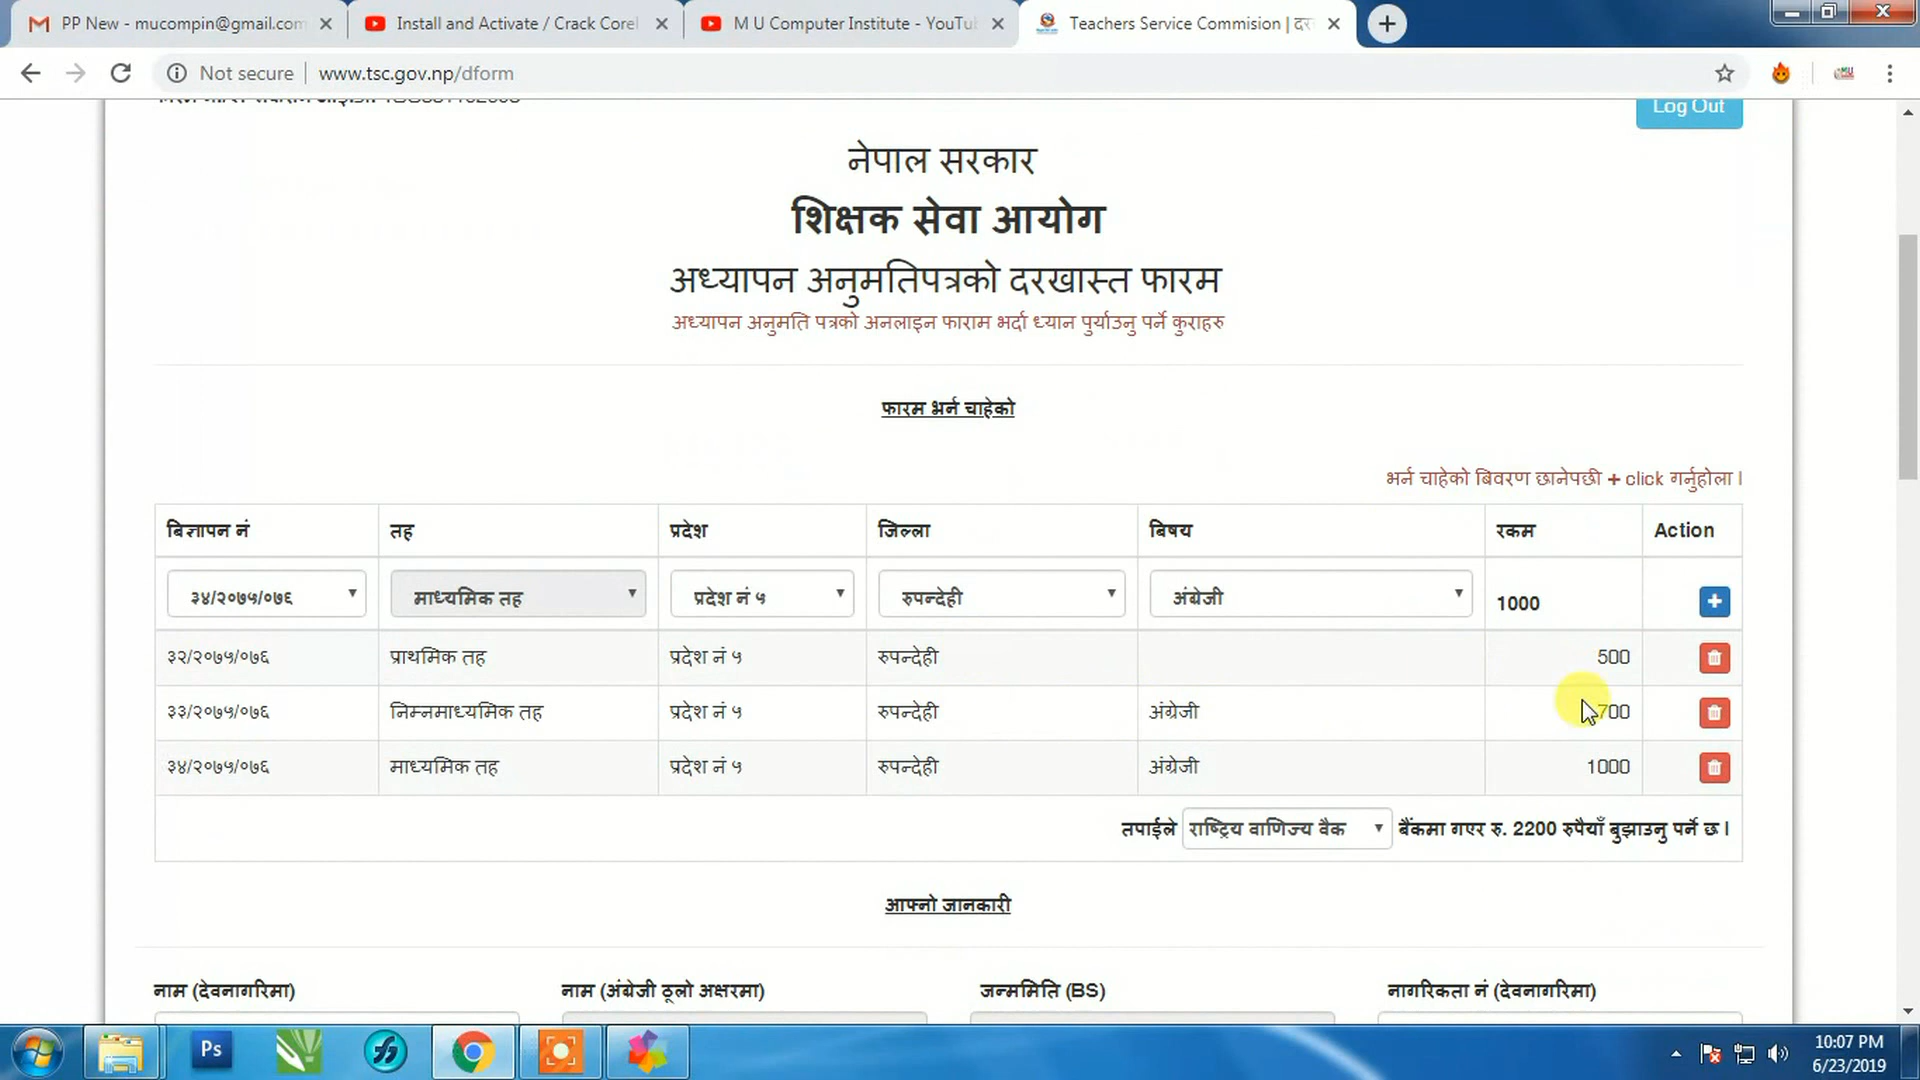 PP New - mucompin@gmail.com
Install and Activate / Crack Corel
M U Computer Institute - YouTu
Teachers Service Commision | दर
Not secure | www.tsc.gov.np/dform
Log Out
नेपाल सरकार
शिक्षक सेवा आयोग
अध्यापन अनुमतिपत्रको दरखास्त फारम
अध्यापन अनुमति पत्रको अनलाइन फाराम भर्दा ध्यान पुर्याउनु पर्ने कुराहरु
फारम भर्न चाहेको
भर्न चाहेको बिवरण छानेपछी + click गर्नुहोला ।
बिज्ञापन नं तह प्रदेश जिल्ला बिषय रकम Action
३४/२०७५/०७६ माध्यमिक तह प्रदेश नं ५ रुपन्देही अंग्रेजी 1000
३२/२०७५/०७६ प्राथमिक तह प्रदेश नं ५ रुपन्देही 500
३३/२०७५/०७६ निम्नमाध्यमिक तह प्रदेश नं ५ रुपन्देही अंग्रेजी 700
३४/२०७५/०७६ माध्यमिक तह प्रदेश नं ५ रुपन्देही अंग्रेजी 1000
तपाईले राष्ट्रिय वाणिज्य वैक बैंकमा गएर रु. 2200 रुपैयाँ बुझाउनु पर्ने छ ।
आफ्नो जानकारी
नाम (देवनागरिमा) नाम (अंग्रेजी ठूलो अक्षरमा) जन्ममिति (BS) नागरिकता नं (देवनागरिमा)
Ps
10:07 PM
6/23/2019